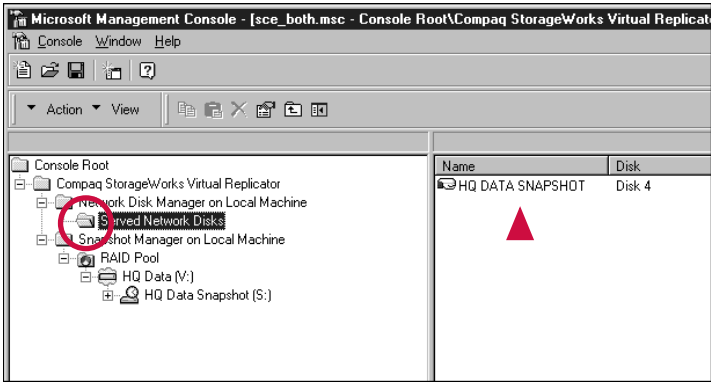 Microsoft Management Console - [sce_both.msc - Console Root\Compaq StorageWorks Virtual
Console Window Help
Action View
Name Disk
Console Root
Compaq StorageWorks Virtual Replicator
Network Disk Manager on Local Machine
Served Network Disks
Snapshot Manager on Local Machine
RAID Pool
HQ Data (V:)
HQ Data Snapshot (S:)
HQ DATA SNAPSHOT Disk 4